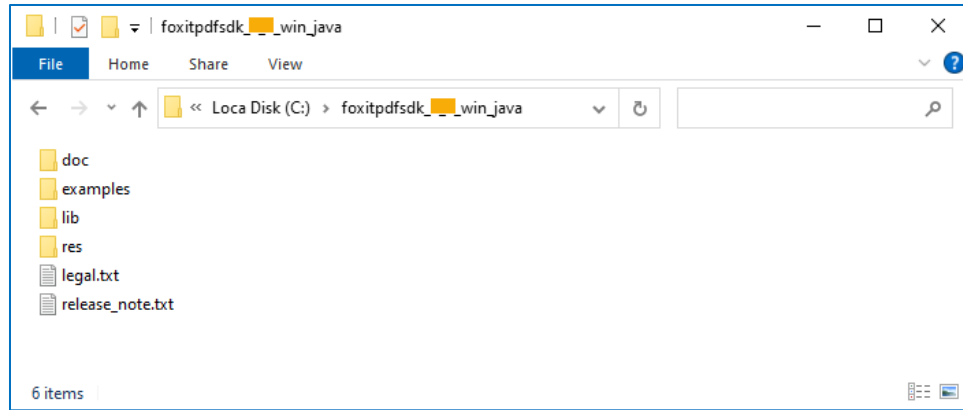 foxitpdfsdk_ _ _win_java
File Home Share View
« Loca Disk (C:) › foxitpdfsdk_ _ _win_java
doc
examples
lib
res
legal.txt
release_note.txt
6 items